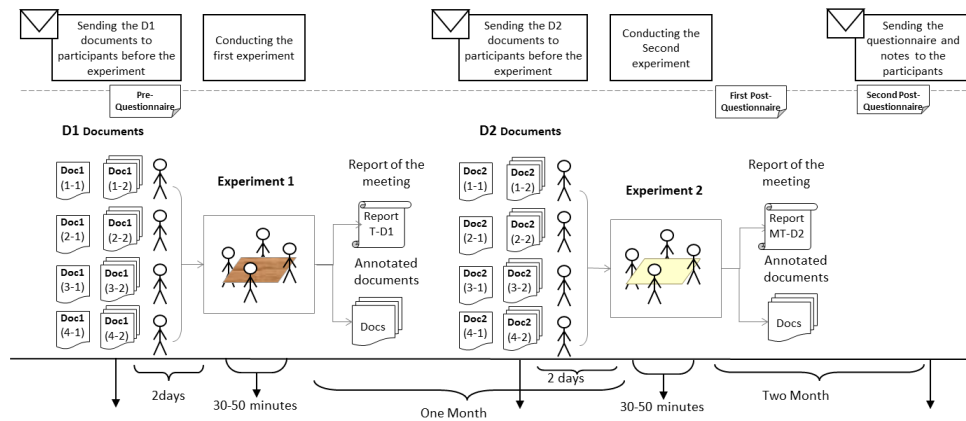 Sending the D1
documents to
participants before the
experiment
Conducting the
first experiment
Sending the D2
documents to
participants before the
experiment
Conducting the
Second
experiment
Sending the
questionnaire and
notes to the
participants
Pre-
Questionnaire
First Post-
Questionnaire
Second Post-
Questionnaire
D1 Documents
Doc1
(1-1)
Doc1
(1-2)
Doc1
(2-1)
Doc1
(2-2)
Doc1
(3-1)
Doc1
(3-2)
Doc1
(4-1)
Doc1
(4-2)
Experiment 1
Report of the
meeting
Report
T-D1
Annotated
documents
Docs
D2 Documents
Doc2
(1-1)
Doc2
(1-2)
Doc2
(2-1)
Doc2
(2-2)
Doc2
(3-1)
Doc2
(3-2)
Doc2
(4-1)
Doc2
(4-2)
Experiment 2
Report of the
meeting
Report
MT-D2
Annotated
documents
Docs
2days
30-50 minutes
One Month
2 days
30-50 minutes
Two Month